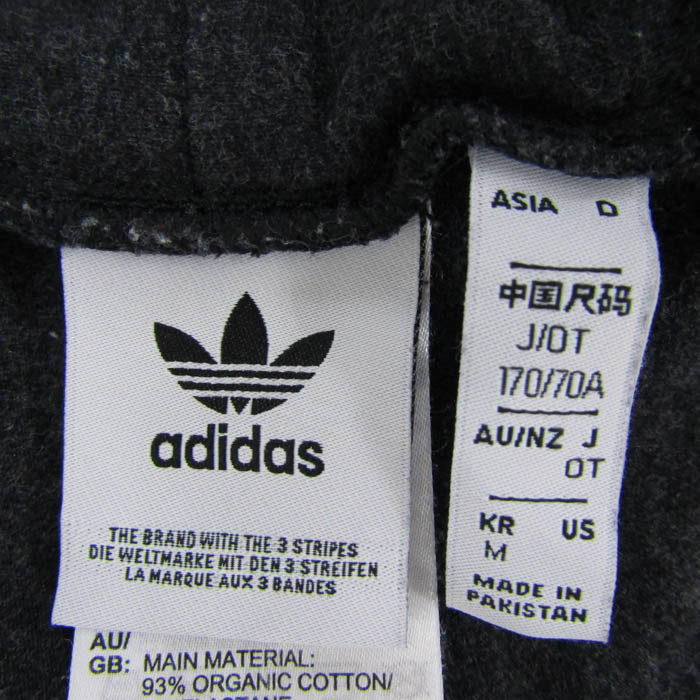 adidas
THE BRAND WITH THE 3 STRIPES
DIE WELTMARKE MIT DEN 3 STREIFEN
LA MARQUE AUX 3 BANDES
AU/
GB: MAIN MATERIAL:
93% ORGANIC COTTON/
ASIA D
中国尺码
J/OT
170/70A
AU/NZ J
OT
KR US
M
MADE IN
PAKISTAN